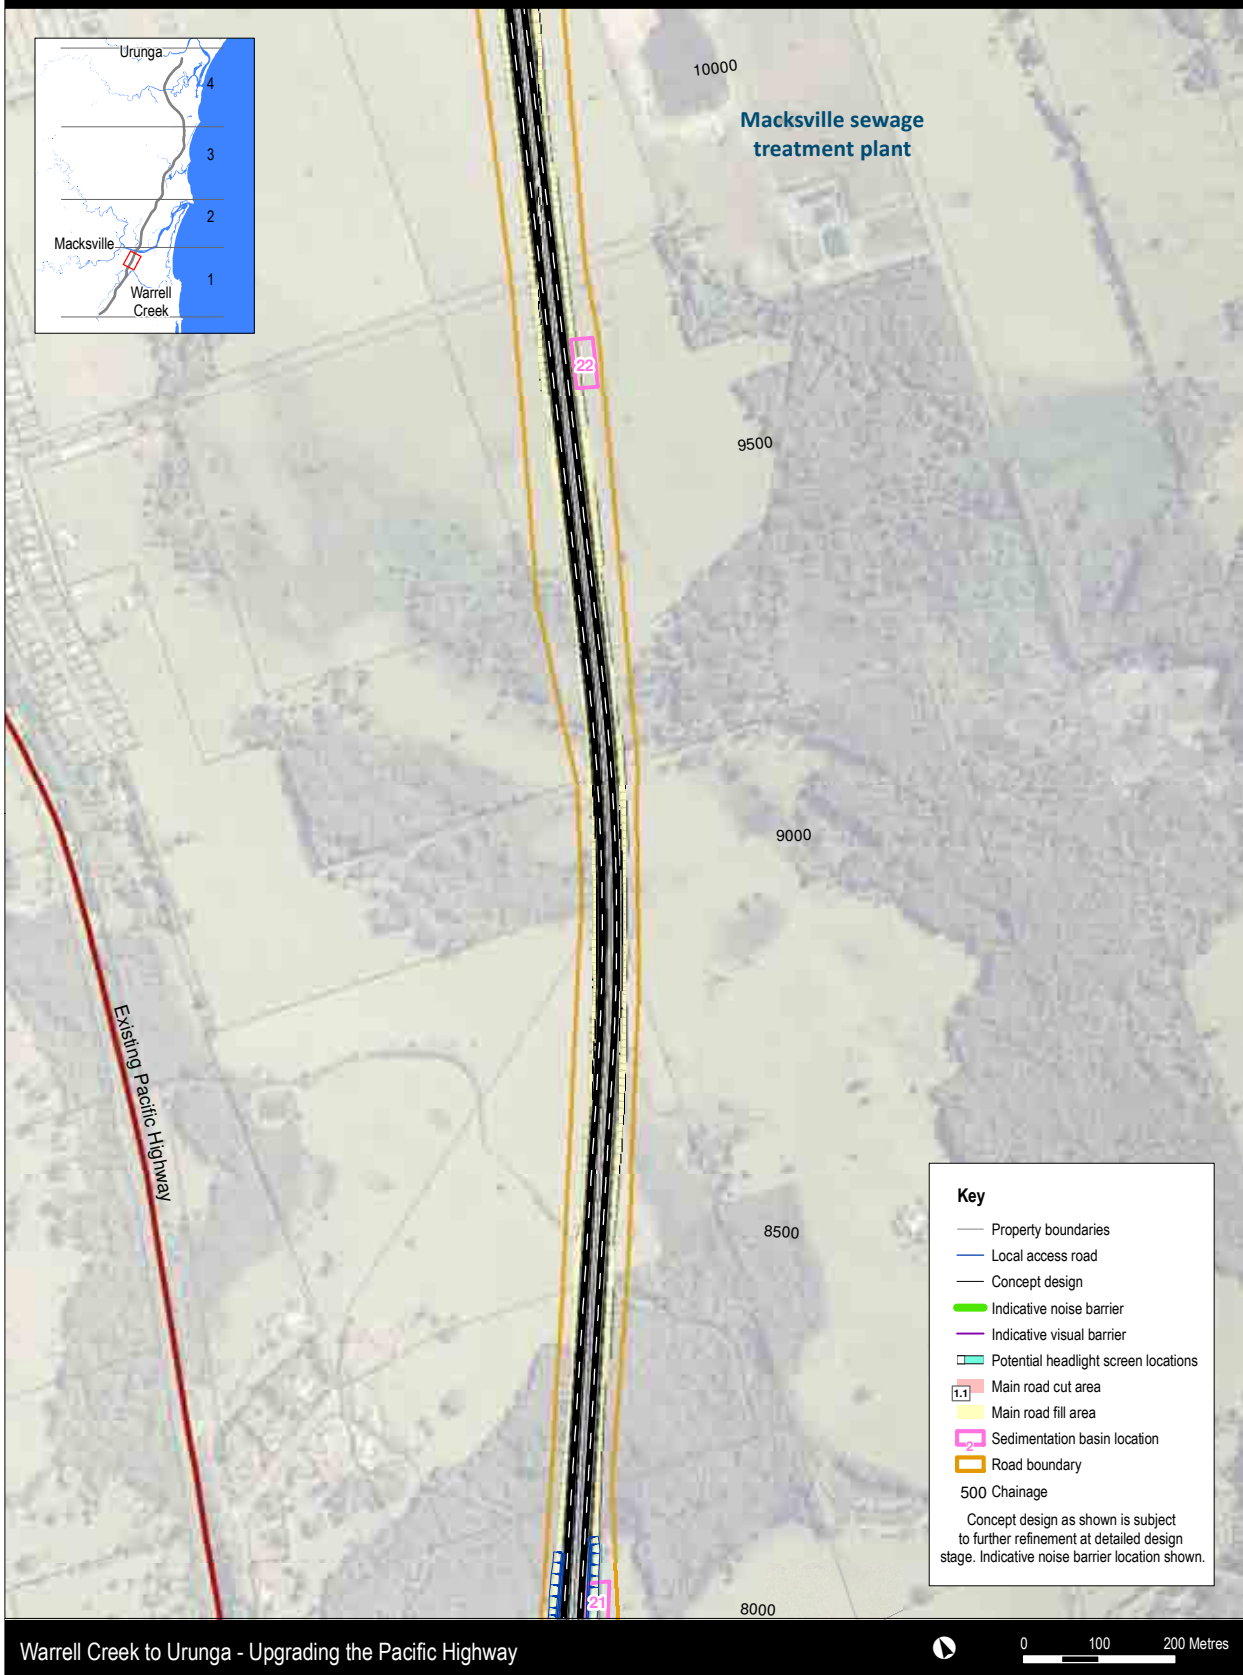 Urunga
4
3
2
Macksville
1
Warrell
Creek
10000
Macksville sewage
treatment plant
22
9500
9000
Existing Pacific Highway
8500
Key
Property boundaries
Local access road
Concept design
Indicative noise barrier
Indicative visual barrier
Potential headlight screen locations
1.1 Main road cut area
Main road fill area
2 Sedimentation basin location
Road boundary
500 Chainage
Concept design as shown is subject
to further refinement at detailed design
stage. Indicative noise barrier location shown.
21
8000
Warrell Creek to Urunga - Upgrading the Pacific Highway
0 100 200 Metres